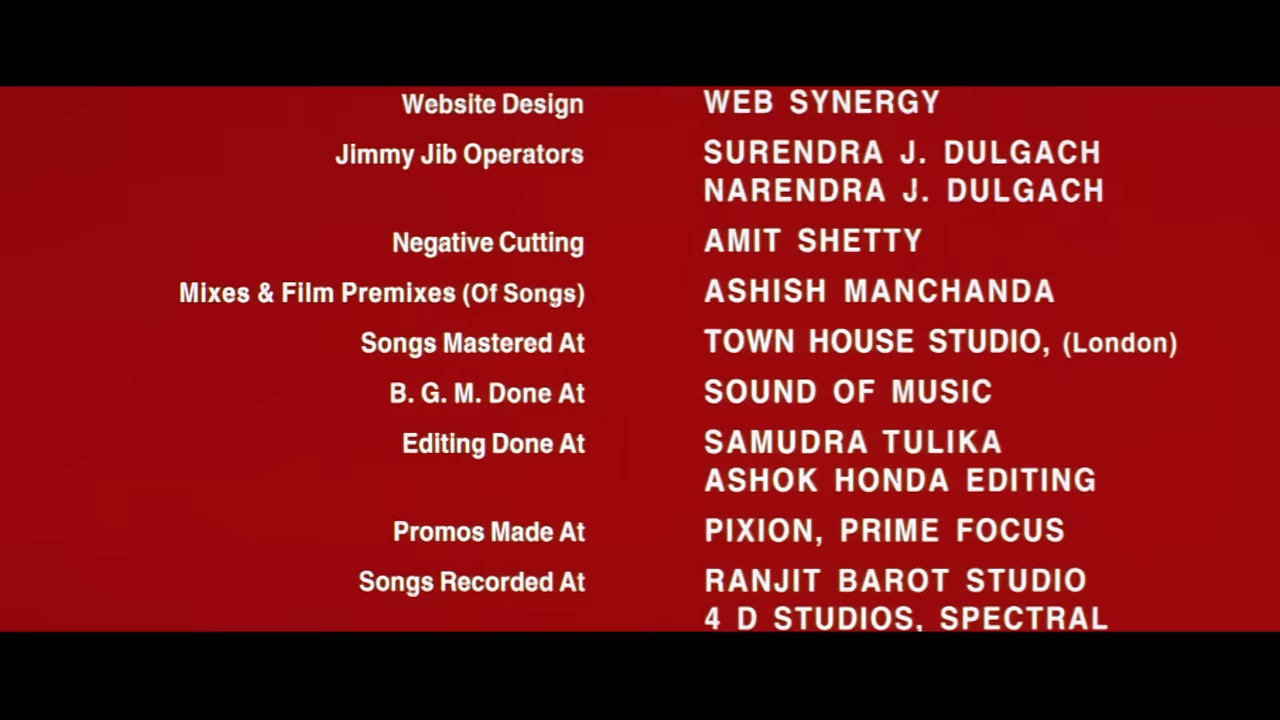 Website Design WEB SYNERGY
Jimmy Jib Operators SURENDRA J. DULGACH
NARENDRA J. DULGACH
Negative Cutting AMIT SHETTY
Mixes & Film Premixes (Of Songs) ASHISH MANCHANDA
Songs Mastered At TOWN HOUSE STUDIO, (London)
B. G. M. Done At SOUND OF MUSIC
Editing Done At SAMUDRA TULIKA
ASHOK HONDA EDITING
Promos Made At PIXION, PRIME FOCUS
Songs Recorded At RANJIT BAROT STUDIO
4 D STUDIOS, SPECTRAL